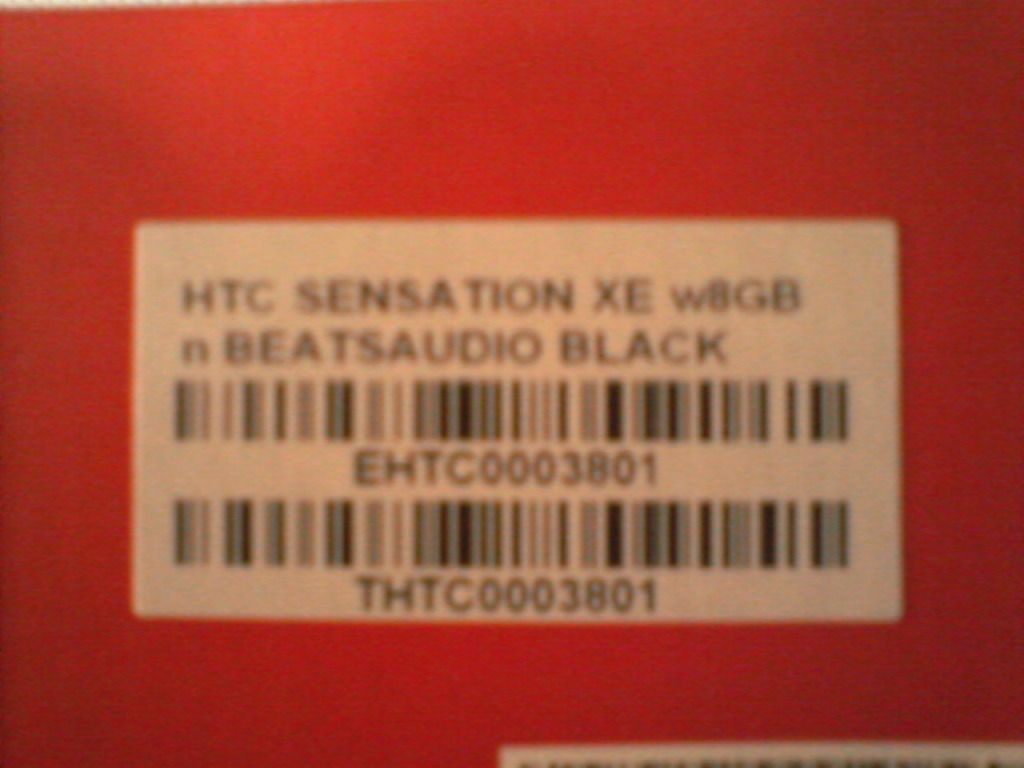 HTC SENSATION XE w8GB
n BEATSAUDIO BLACK
EHTC0003801
THTC0003801